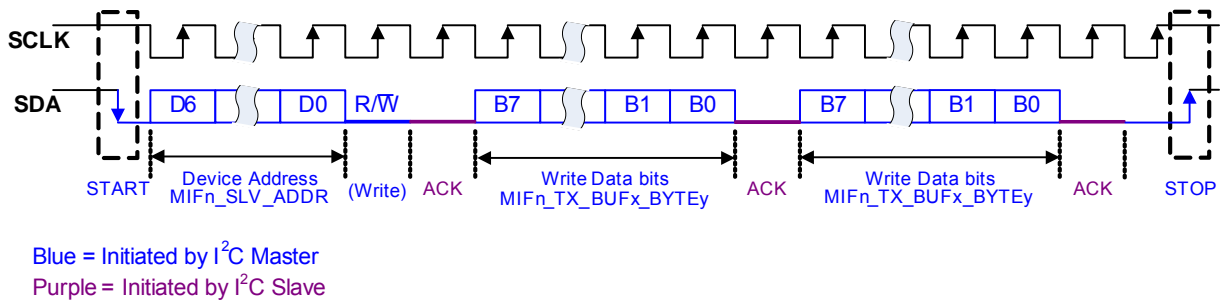 SCLK
SDA
D6 D0 R/W B7 B1 B0 B7 B1 B0
START Device Address (Write) ACK Write Data bits ACK Write Data bits ACK STOP
MIFn_SLV_ADDR MIFn_TX_BUFx_BYTEy MIFn_TX_BUFx_BYTEy
Blue = Initiated by I²C Master
Purple = Initiated by I²C Slave